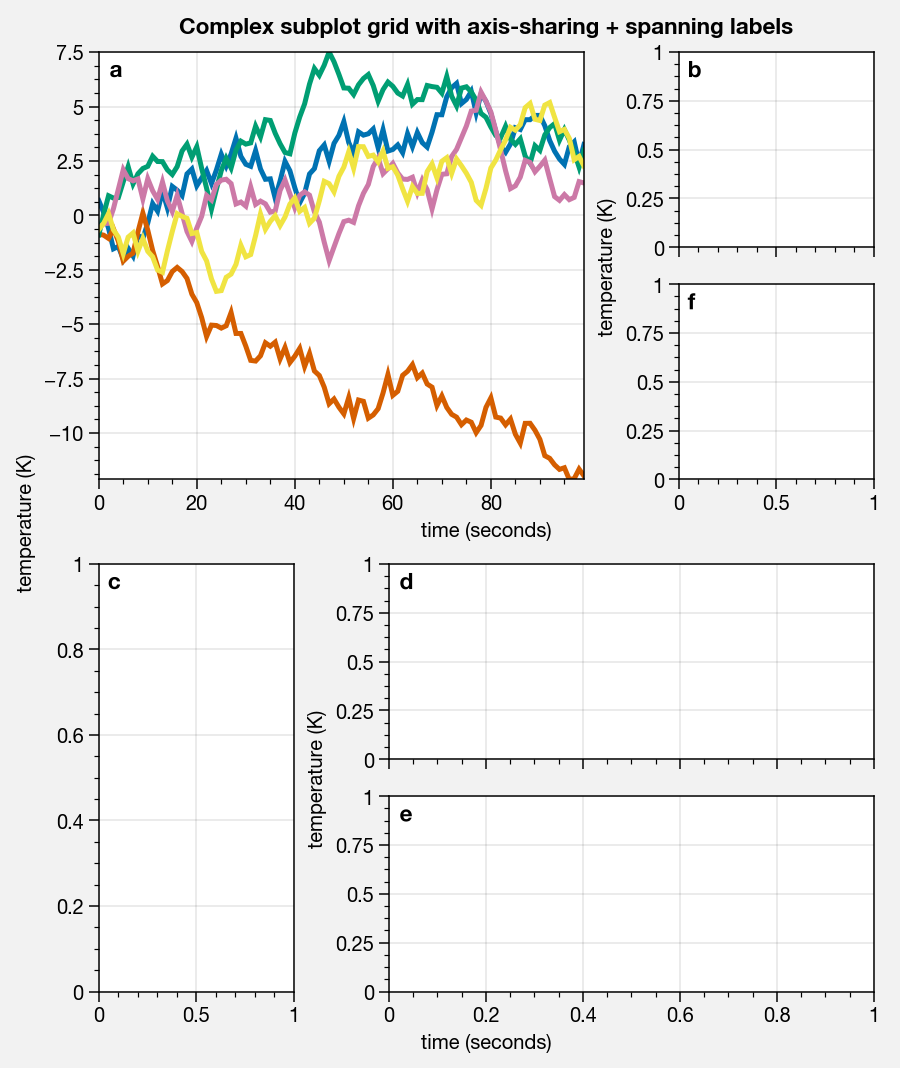 Complex subplot grid with axis-sharing + spanning labels
a
7.5
5
2.5
0
−2.5
−5
−7.5
−10
0 20 40 60 80
time (seconds)
temperature (K)
b
1
0.75
0.5
0.25
0
temperature (K)
f
1
0.75
0.5
0.25
0
0 0.5 1
c
1
0.8
0.6
0.4
0.2
0
0 0.5 1
d
1
0.75
0.5
0.25
0
temperature (K)
e
1
0.75
0.5
0.25
0
0 0.2 0.4 0.6 0.8 1
time (seconds)